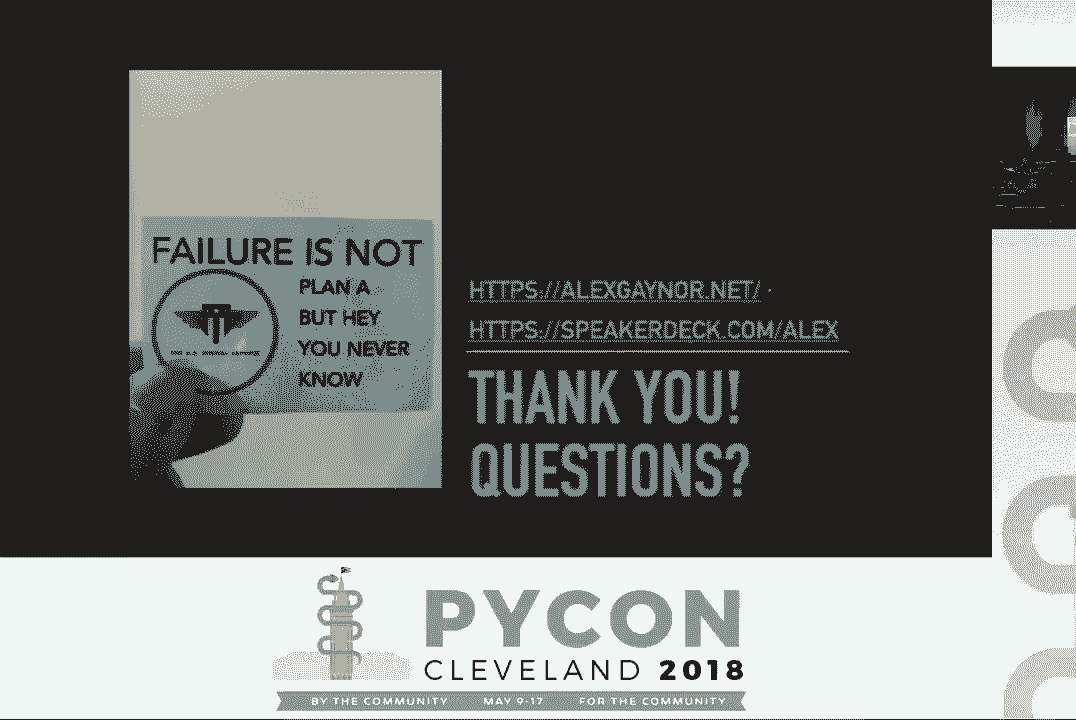 FAILURE IS NOT
PLAN A
BUT HEY
YOU NEVER
KNOW
HTTPS://ALEXGAYNOR.NET/
HTTPS://SPEAKERDECK.COM/ALEX
THANK YOU!
QUESTIONS?
PYCON
CLEVELAND 2018
BY THE COMMUNITY MAY 9-17 FOR THE COMMUNITY